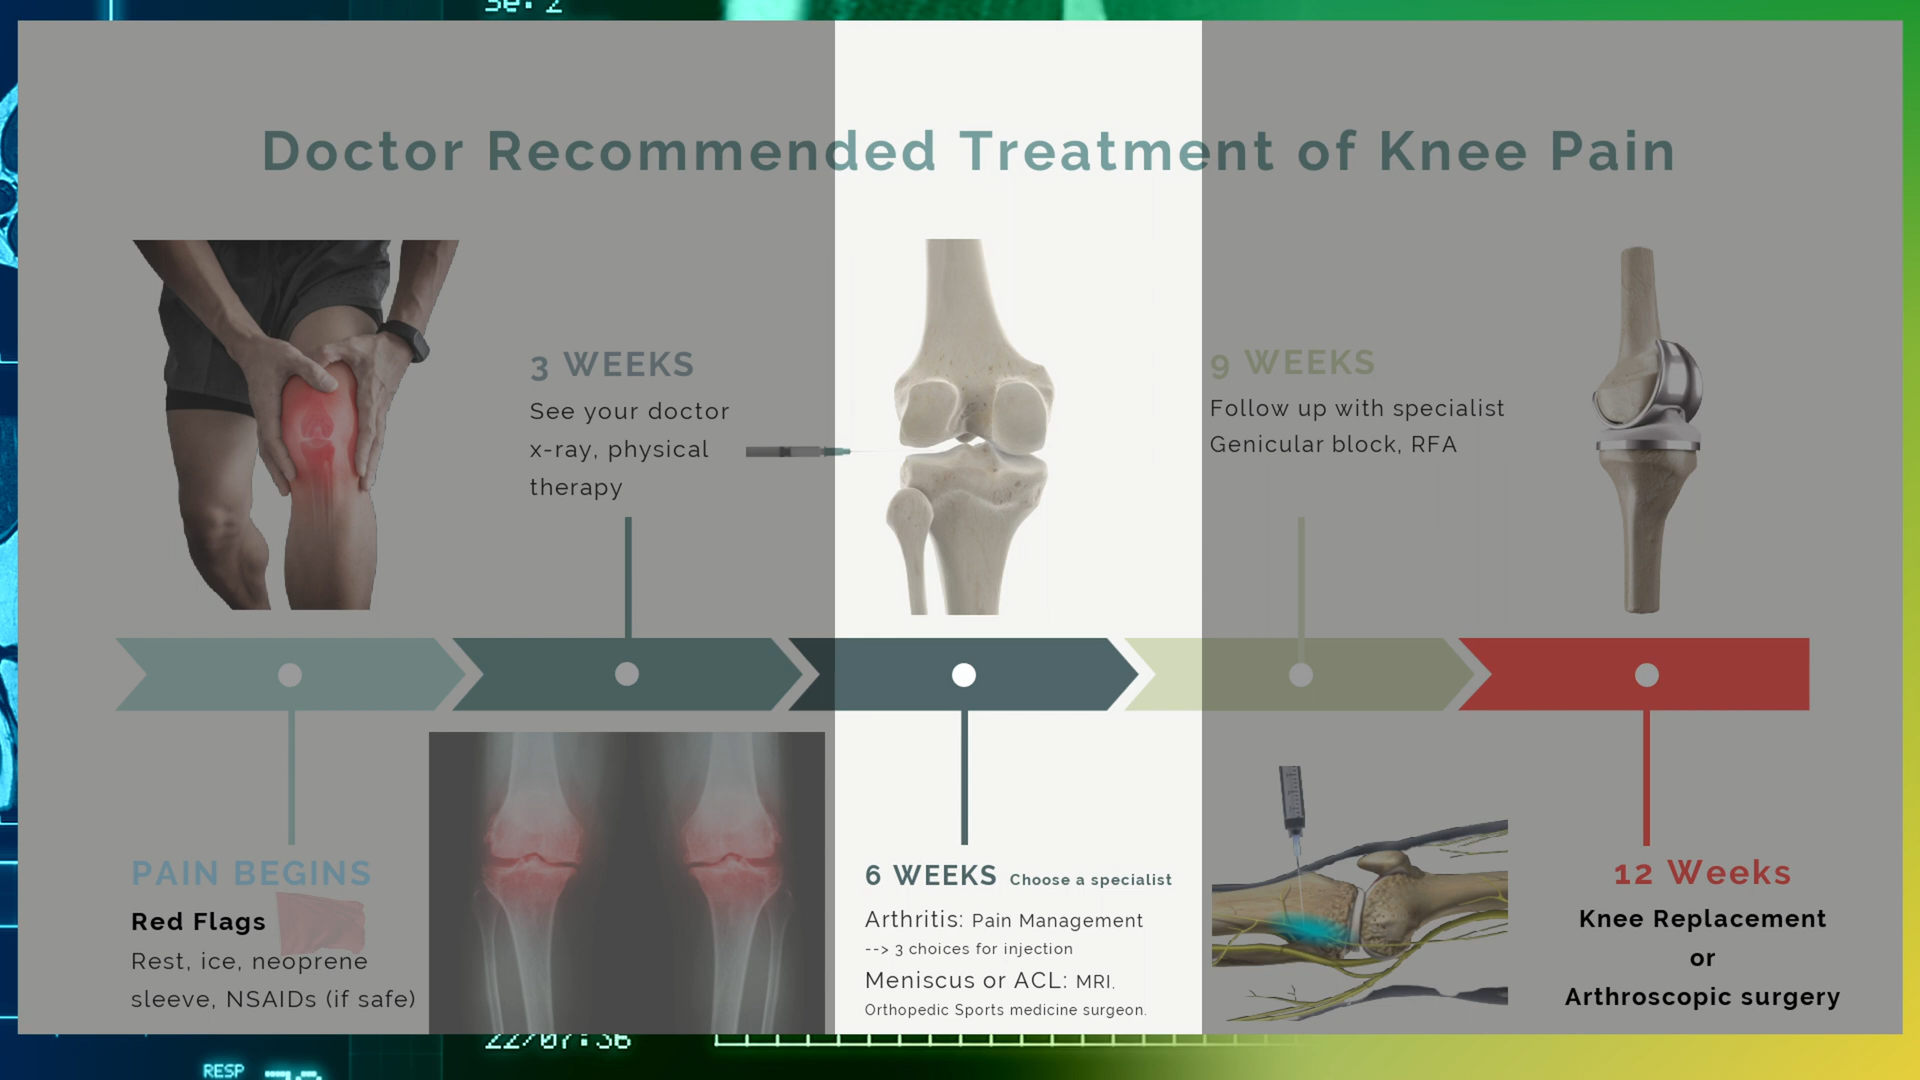 Se: 2
Doctor Recommended Treatment of Knee Pain
3 WEEKS
See your doctor
x-ray, physical
therapy
9 WEEKS
Follow up with specialist
Genicular block, RFA
PAIN BEGINS
Red Flags
Rest, ice, neoprene
sleeve, NSAIDs (if safe)
6 WEEKS Choose a specialist
Arthritis: Pain Management
--> 3 choices for injection
Meniscus or ACL: MRI.
Orthopedic Sports medicine surgeon.
12 Weeks
Knee Replacement
or
Arthroscopic surgery
RESP